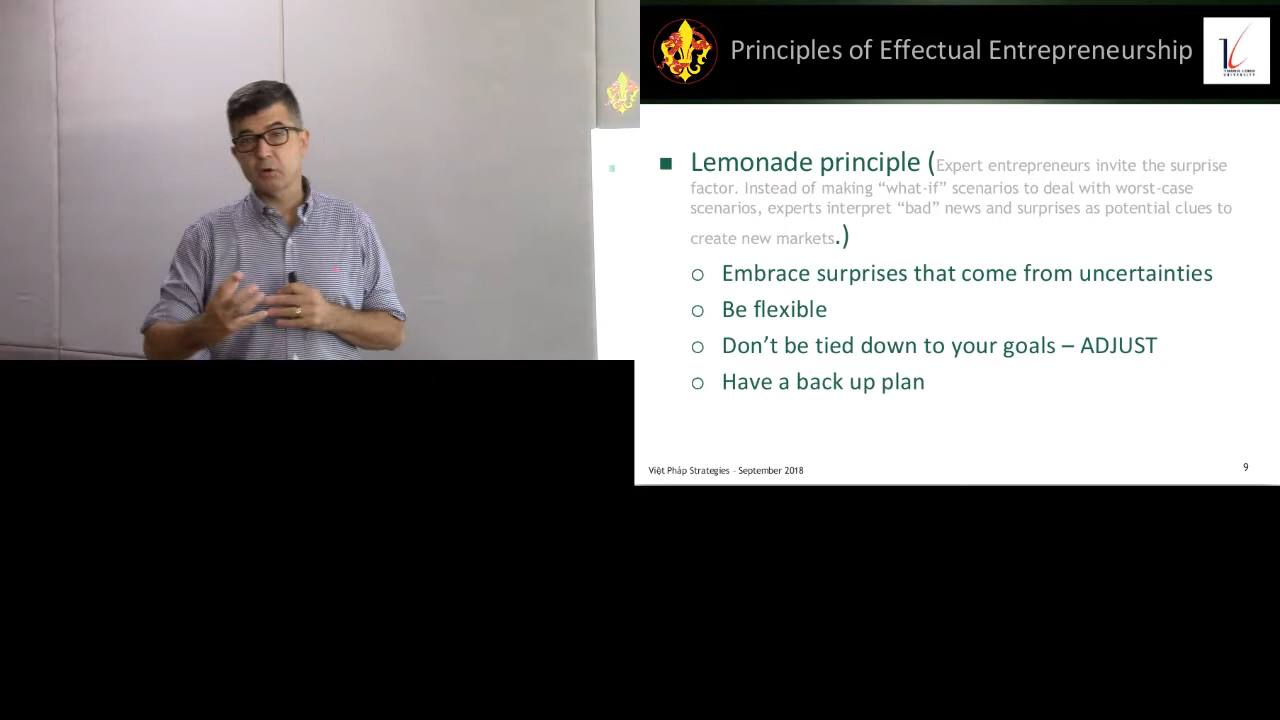 Principles of Effectual Entrepreneurship
UNIVERSITY
■ Lemonade principle (Expert entrepreneurs invite the surprise
factor. Instead of making “what-if” scenarios to deal with worst-case
scenarios, experts interpret “bad” news and surprises as potential clues to
create new markets.)
○ Embrace surprises that come from uncertainties
○ Be flexible
○ Don’t be tied down to your goals – ADJUST
○ Have a back up plan
Việt Pháp Strategies - September 2018
9